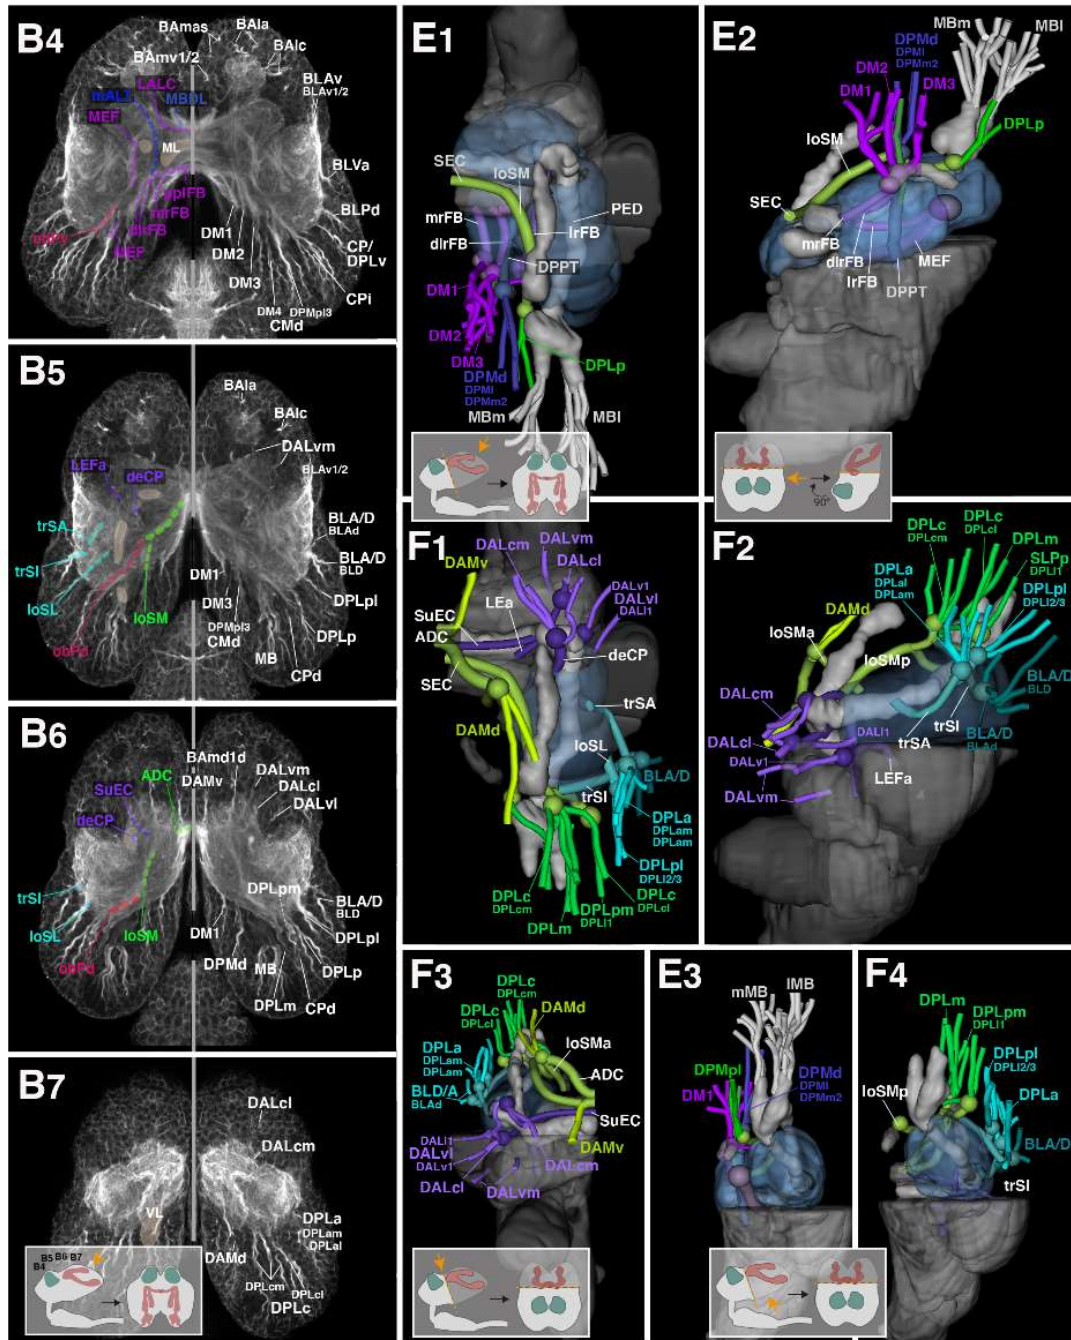 B4
BAmas
BAla
BAlc
BAmv1/2
LALC
BLAv
BLAv1/2
mALT
MBDL
MEF
ML
BLVa
mrFB
dlrFB
MEF
DM1
DM2
DM3
BLPd
CP/
DPLv
CPi
DM4
DPMpl3
CMd
B5
BAla
BAlc
DALvm
LEFa
deCP
BLAv1/2
trSA
BLA/D
BLAd
trSI
BLA/D
BLD
DM1
loSL
loSM
DM3
DPMpl3
CMd
DPLpl
DPLp
obPd
MB
CPd
B6
BAmd1d
DAMv
ADC
DALvm
DALcl
DALvl
SuEC
deCP
DPLpm
trSI
BLA/D
BLD
loSL
loSM
DM1
DPLpl
obPd
DPMd
MB
DPLp
DPLm
CPd
B7
DALcl
DALcm
VL
DPLa
DPLam
DPLal
DAMd
DPLcm
DPLcl
DPLc
B5 B6 B7
B4
E1
SEC
loSM
mrFB
dlrFB
PED
lrFB
DPPT
DM1
DM2
DM3
DPMd
DPMl
DPMm2
DPLp
MBm
MBl
E2
MBm
MBl
DPMd
DPMl
DPMm2
DM2
DM1
DM3
DPLp
loSM
SEC
mrFB
dlrFB
lrFB
MEF
DPPT
90°
F1
DALcm
DALvm
DALcl
DAMv
DALv1
DALvl
DALl1
LEa
SuEC
ADC
deCP
SEC
trSA
DAMd
loSL
BLA/D
trSI
DPLa
DPLam
DPLam
DPLpl
DPLl2/3
DPLc
DPLcm
DPLpm
DPLl1
DPLc
DPLcl
DPLm
F2
DPLc
DPLcm
DPLc
DPLcl
DPLm
SLPp
DPLl1
DPLa
DPLal
DPLam
DPLpl
DPLl2/3
DAMd
loSMa
loSMp
DALcm
BLA/D
BLD
DALcl
trSI
DALl1
trSA
BLA/D
BLAd
DALv1
LEFa
DALvm
F3
DPLc
DPLcm
DPLc
DPLcl
DAMd
DPLa
DPLam
DPLam
loSMa
ADC
BLD/A
BLAd
SuEC
DALl1
DALvl
DALv1
DAMv
DALcm
DALcl
DALvm
E3
mMB
lMB
DPMpl
DPMd
DPMl
DPMm2
DM1
F4
DPLm
DPLpm
DPLl1
DPLpl
DPLl2/3
loSMp
DPLa
BLA/D
trSI